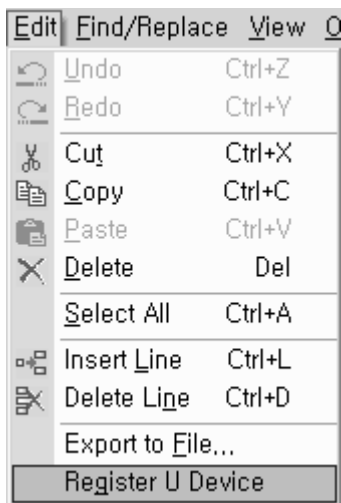 Edit Find/Replace View O
Undo Ctrl+Z
Redo Ctrl+Y
Cut Ctrl+X
Copy Ctrl+C
Paste Ctrl+V
Delete Del
Select All Ctrl+A
Insert Line Ctrl+L
Delete Line Ctrl+D
Export to File...
Register U Device